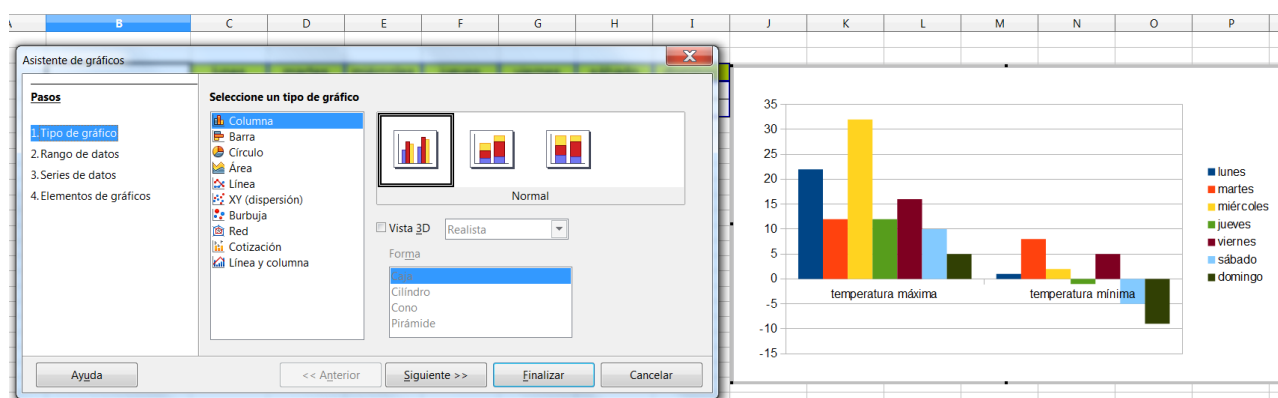 B C D E F G H I J K L M N O P
Asistente de gráficos
Pasos
1.Tipo de gráfico
2.Rango de datos
3.Series de datos
4.Elementos de gráficos
Seleccione un tipo de gráfico
Columna
Barra
Círculo
Área
Línea
XY (dispersión)
Burbuja
Red
Cotización
Línea y columna
Normal
Vista 3D Realista
Forma
Caja
Cilindro
Cono
Pirámide
Ayuda << Anterior Siguiente >> Finalizar Cancelar
35
30
25
20
15
10
5
0
-5
-10
-15
temperatura máxima temperatura mínima
lunes
martes
miércoles
jueves
viernes
sábado
domingo